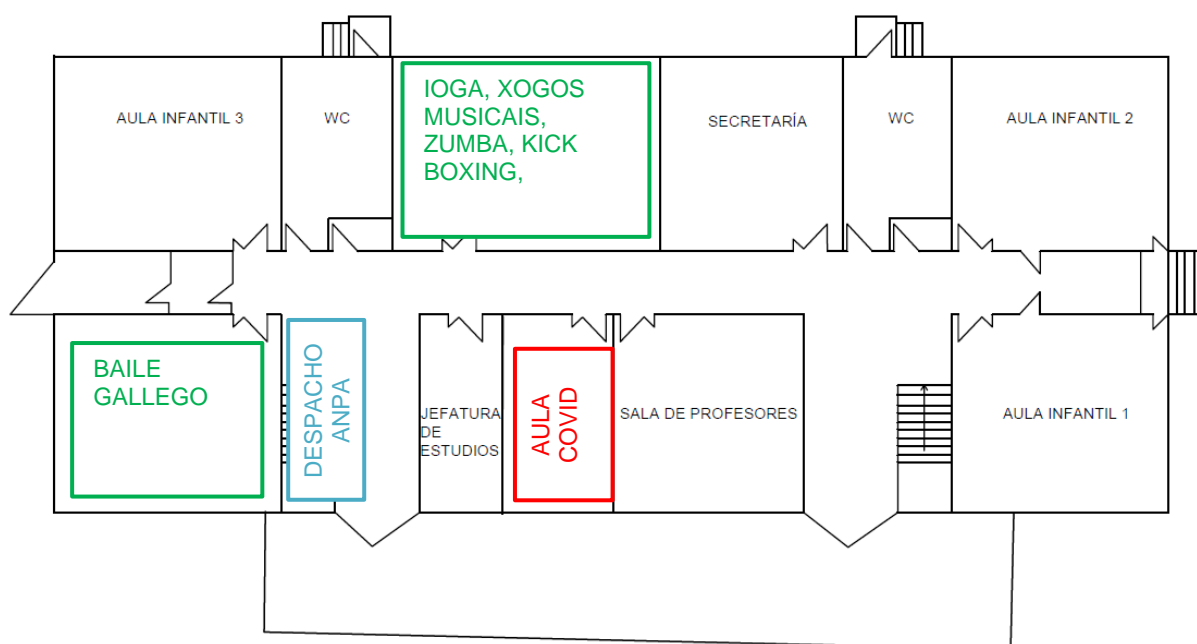 AULA INFANTIL 3
WC
IOGA, XOGOS
MUSICAIS,
ZUMBA, KICK
BOXING,
SECRETARÍA
WC
AULA INFANTIL 2
BAILE
GALLEGO
DESPACHO
ANPA
JEFATURA
DE
ESTUDIOS
AULA
COVID
SALA DE PROFESORES
AULA INFANTIL 1